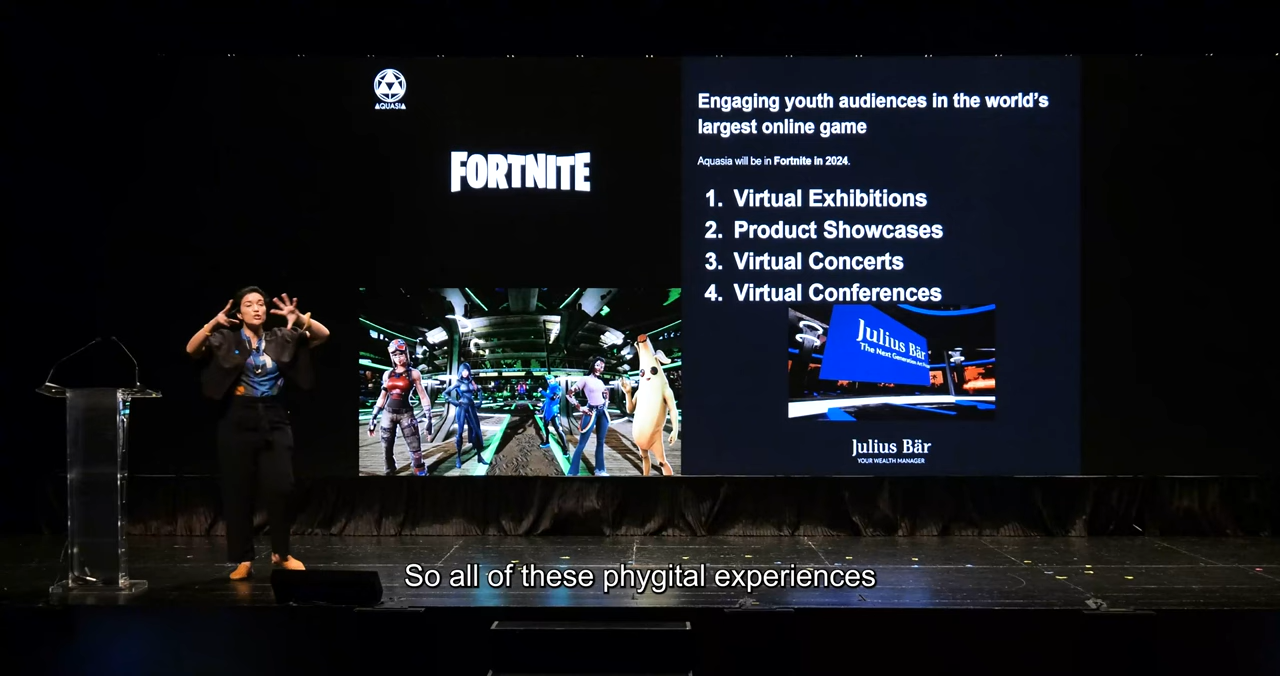 AQUASIA
FORTNITE
Engaging youth audiences in the world's
largest online game
Aquasia will be in Fortnite in 2024.
1. Virtual Exhibitions
2. Product Showcases
3. Virtual Concerts
4. Virtual Conferences
Julius Bär
The Next Generation Art
Julius Bär
YOUR WEALTH MANAGER
So all of these phygital experiences